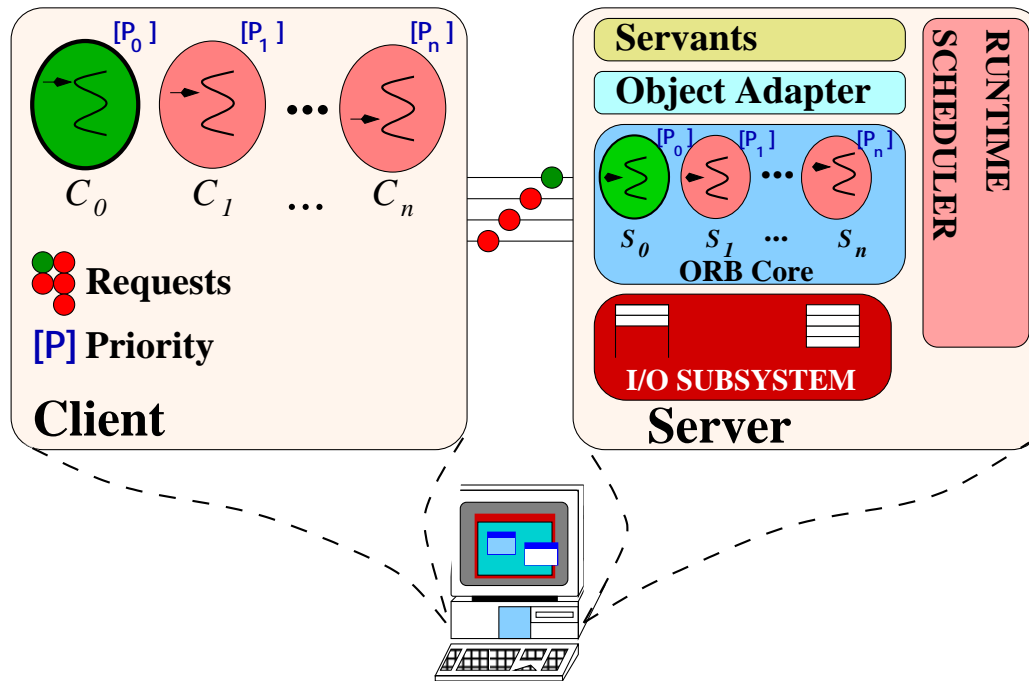 [P0] [P1] [Pn]
...
C0 C1 ... Cn
Requests
[P] Priority
Client
Servants
Object Adapter
[P0] [P1] [Pn]
...
S0 S1 ... Sn
ORB Core
I/O SUBSYSTEM
Server
RUNTIME
SCHEDULER